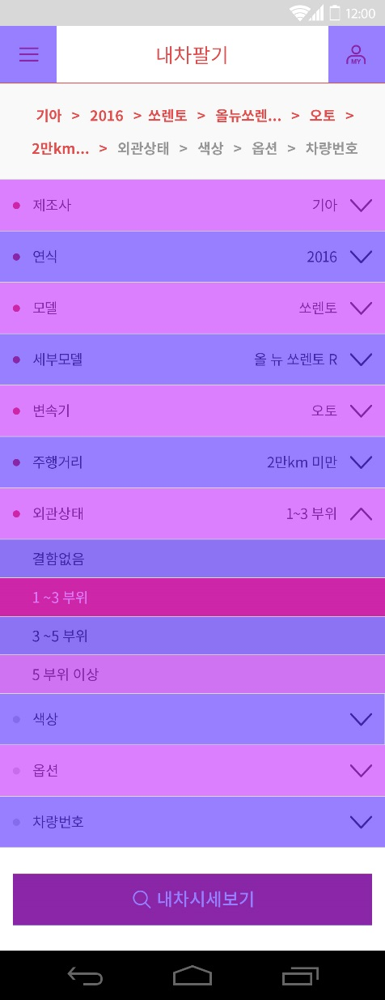 12:00
내차팔기
MY
기아 > 2016 > 쏘렌토 > 올뉴쏘렌... > 오토 >
2만km... > 외관상태 > 색상 > 옵션 > 차량번호
제조사 기아
연식 2016
모델 쏘렌토
세부모델 올 뉴 쏘렌토 R
변속기 오토
주행거리 2만km 미만
외관상태 1~3 부위
결함없음
1 ~3 부위
3 ~5 부위
5 부위 이상
색상
옵션
차량번호
내차시세보기